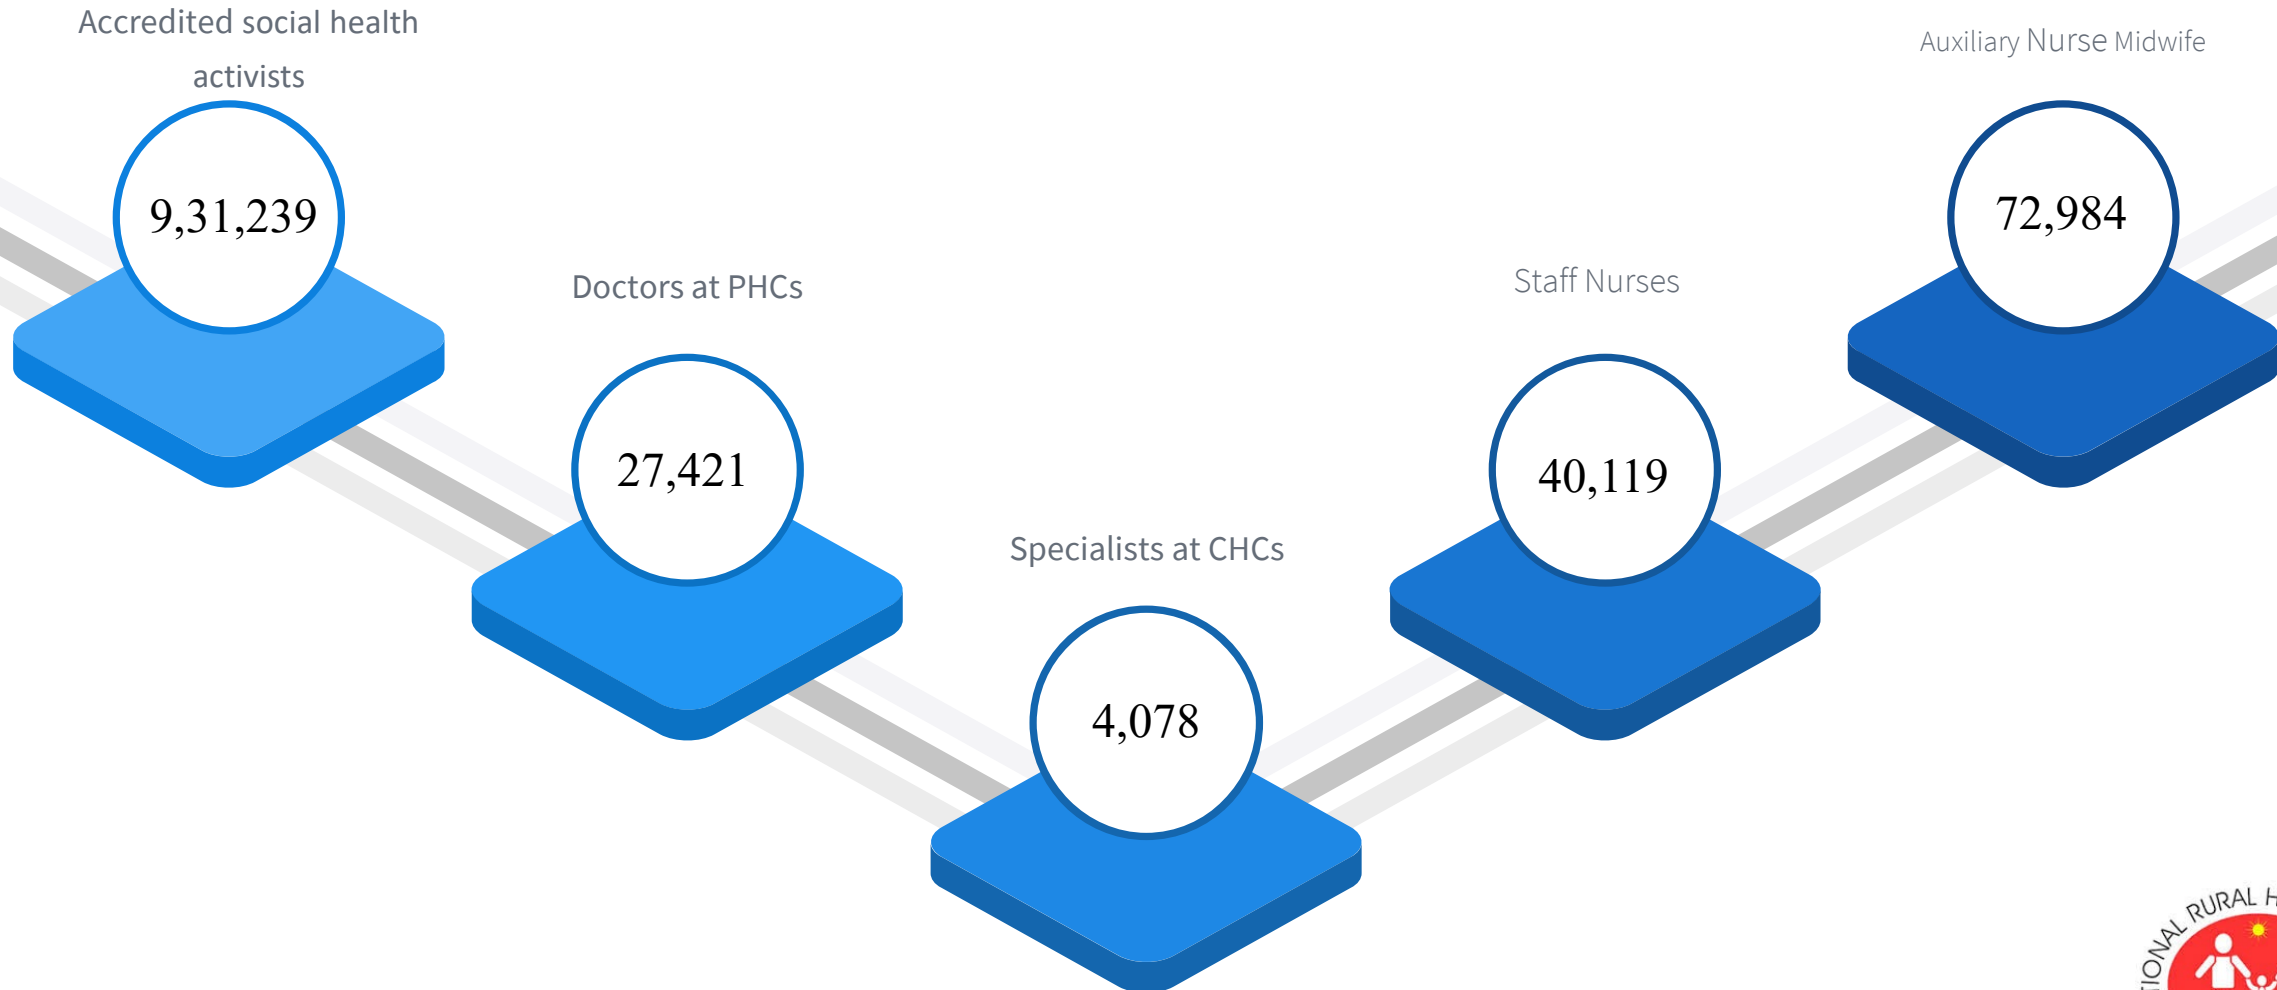 Accredited social health
activists
9,31,239
Doctors at PHCs
27,421
Specialists at CHCs
4,078
Staff Nurses
40,119
Auxiliary Nurse Midwife
72,984
RURAL